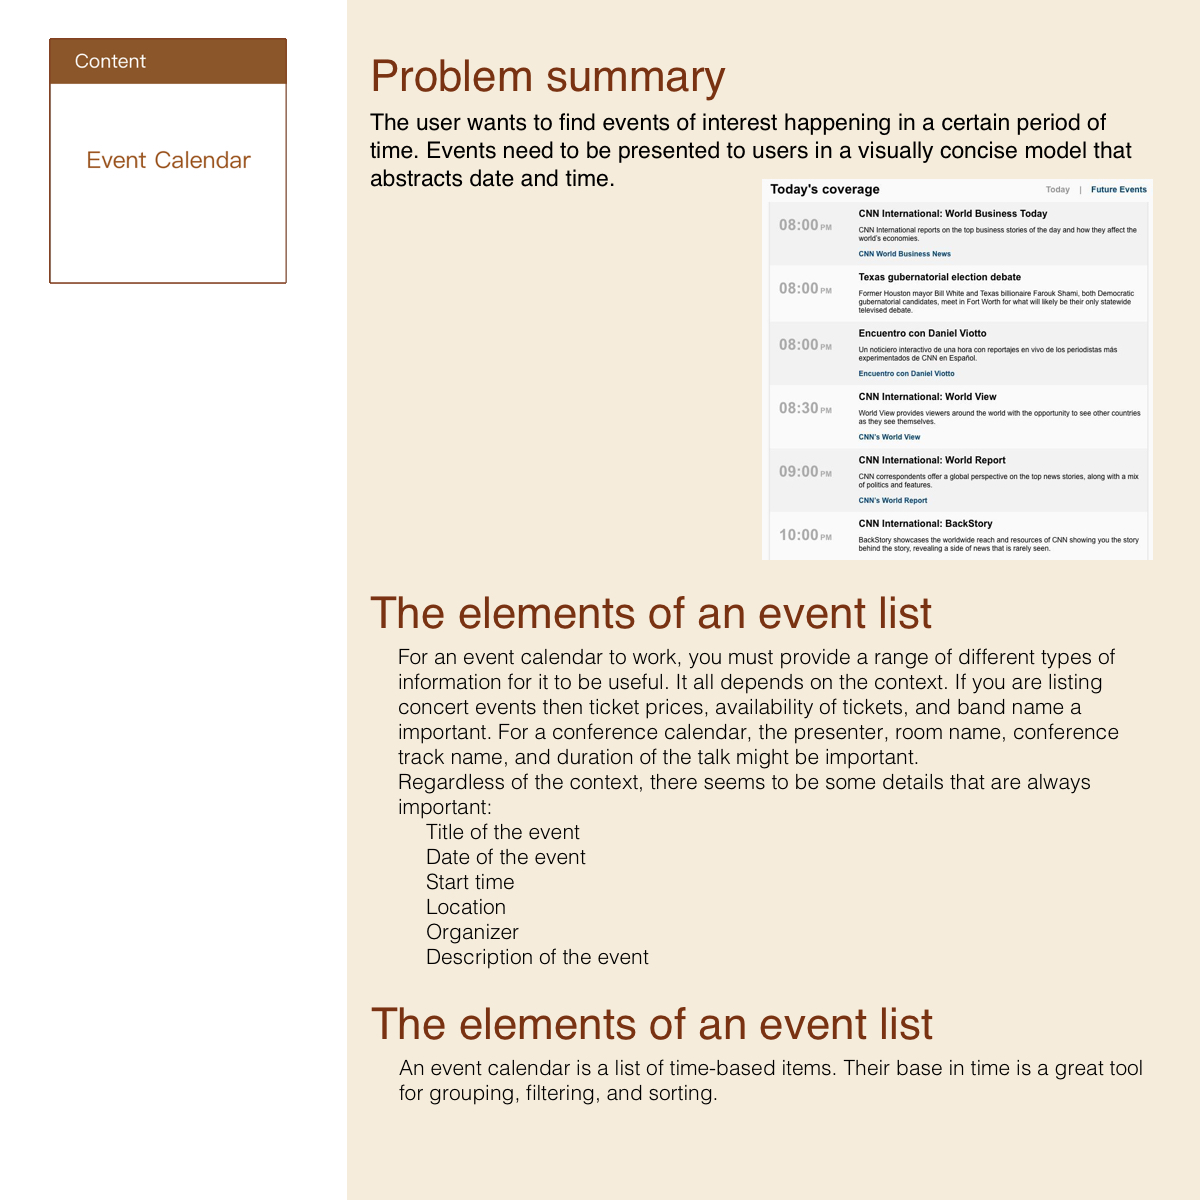 Content
Event Calendar
Problem summary
The user wants to find events of interest happening in a certain period of
time. Events need to be presented to users in a visually concise model that
abstracts date and time.
Today's coverage
Today | Future Events
08:00 PM
CNN International: World Business Today
CNN International reports on the top business stories of the day and how they affect the
world's economies.
CNN World Business News
08:00 PM
Texas gubernatorial election debate
Former Houston mayor Bill White and Texas billionaire Farouk Shami, both Democratic
gubernatorial candidates, meet in Fort Worth for what will likely be their only statewide
televised debate.
08:00 PM
Encuentro con Daniel Viotto
Un noticiero interactivo de una hora con reportajes en vivo de los periodistas más
experimentados de CNN en Español.
Encuentro con Daniel Viotto
08:30 PM
CNN International: World View
World View provides viewers around the world with the opportunity to see other countries
as they see themselves.
CNN's World View
09:00 PM
CNN International: World Report
CNN correspondents offer a global perspective on the top news stories, along with a mix
of politics and features.
CNN's World Report
10:00 PM
CNN International: BackStory
BackStory showcases the worldwide reach and resources of CNN showing you the story
behind the story, revealing a side of news that is rarely seen.
The elements of an event list
For an event calendar to work, you must provide a range of different types of
information for it to be useful. It all depends on the context. If you are listing
concert events then ticket prices, availability of tickets, and band name a
important. For a conference calendar, the presenter, room name, conference
track name, and duration of the talk might be important.
Regardless of the context, there seems to be some details that are always
important:
Title of the event
Date of the event
Start time
Location
Organizer
Description of the event
The elements of an event list
An event calendar is a list of time-based items. Their base in time is a great tool
for grouping, filtering, and sorting.